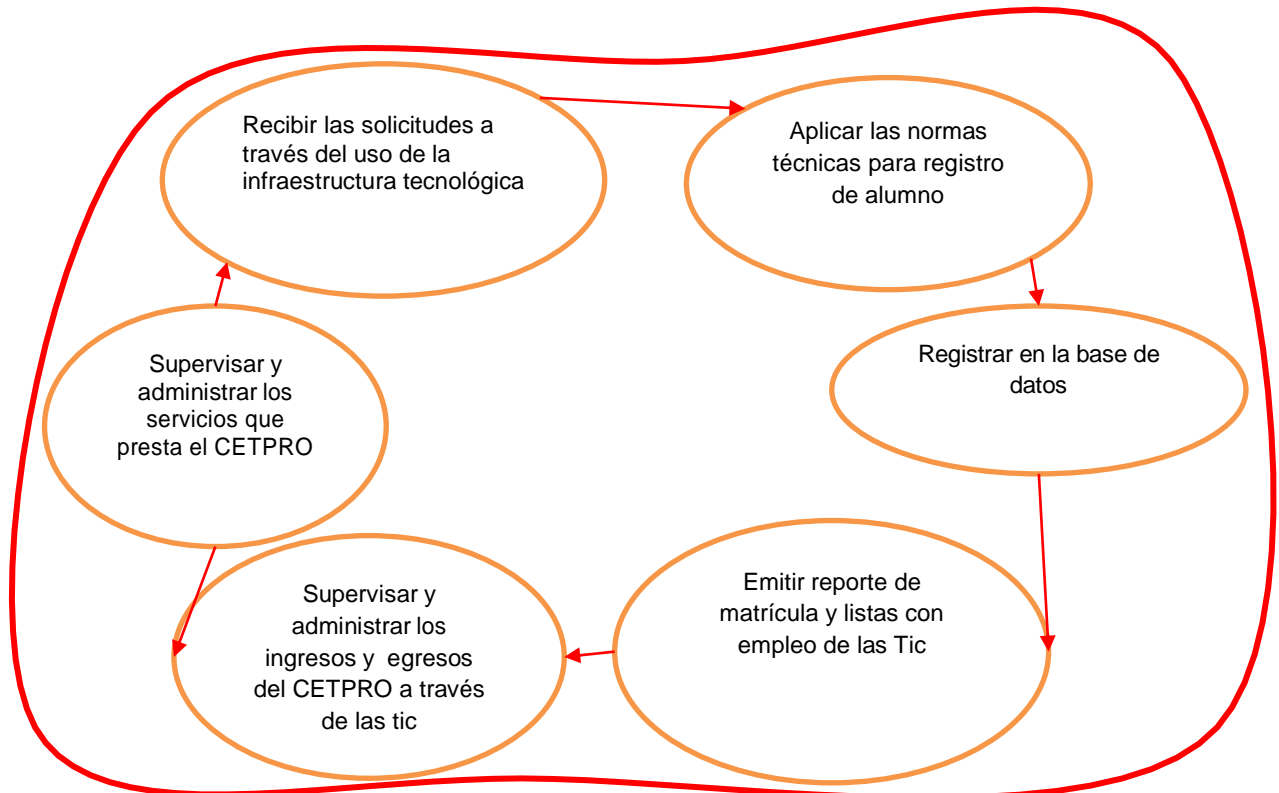 Recibir las solicitudes a
través del uso de la
infraestructura tecnológica
Aplicar las normas
técnicas para registro
de alumno
Registrar en la base de
datos
Supervisar y
administrar los
servicios que
presta el CETPRO
Emitir reporte de
matrícula y listas con
empleo de las Tic
Supervisar y
administrar los
ingresos y egresos
del CETPRO a través
de las tic